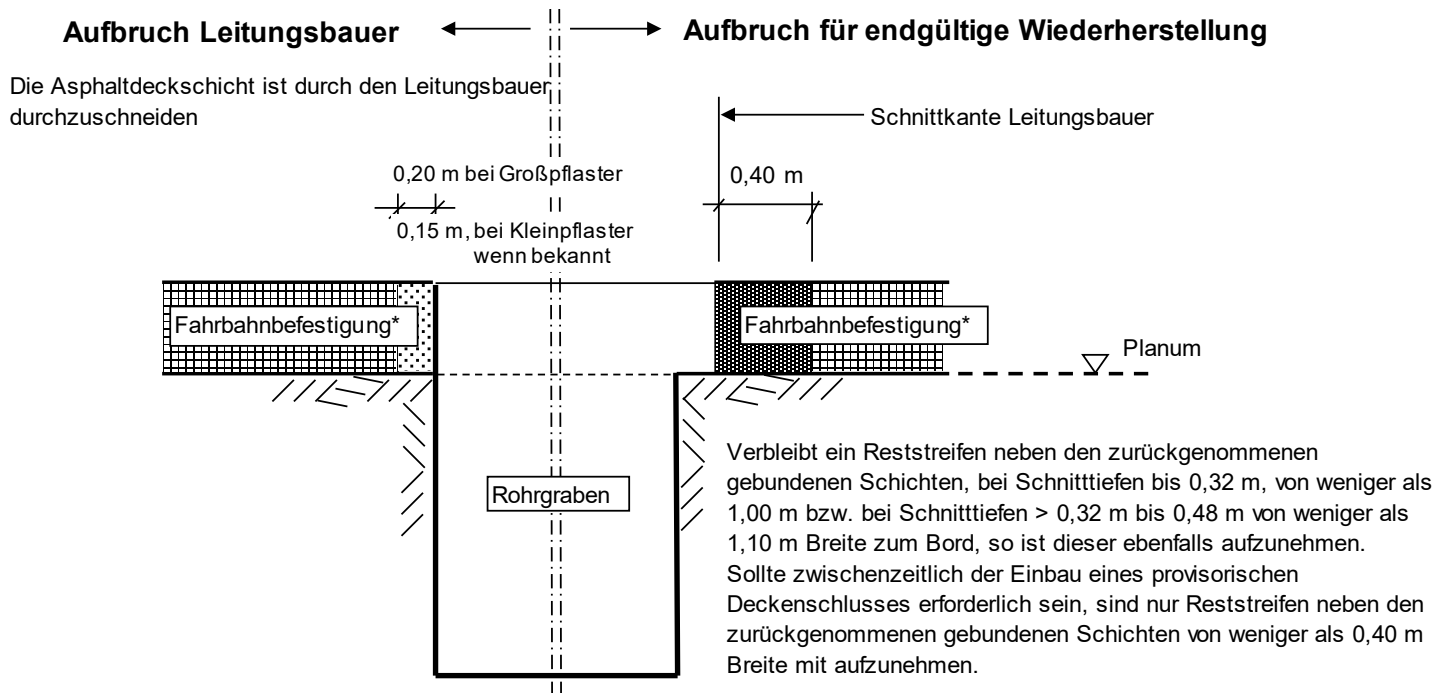 Aufbruch Leitungsbauer
Aufbruch für endgültige Wiederherstellung
Die Asphaltdeckschicht ist durch den Leitungsbauer
durchzuschneiden
Schnittkante Leitungsbauer
0,20 m bei Großpflaster
0,40 m
0,15 m, bei Kleinpflaster
wenn bekannt
Fahrbahnbefestigung*
Fahrbahnbefestigung*
Planum
Rohrgraben
Verbleibt ein Reststreifen neben den zurückgenommenen
gebundenen Schichten, bei Schnitttiefen bis 0,32 m, von weniger als
1,00 m bzw. bei Schnitttiefen > 0,32 m bis 0,48 m von weniger als
1,10 m Breite zum Bord, so ist dieser ebenfalls aufzunehmen.
Sollte zwischenzeitlich der Einbau eines provisorischen
Deckenschlusses erforderlich sein, sind nur Reststreifen neben den
zurückgenommenen gebundenen Schichten von weniger als 0,40 m
Breite mit aufzunehmen.